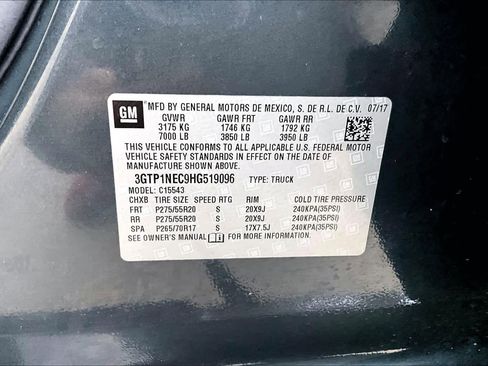 GM
MFD BY GENERAL MOTORS DE MEXICO, S. DE R.L. DE C.V. 07/17
GVWR GAWR FRT GAWR RR
3175 KG 1746 KG 1792 KG
7000 LB 3850 LB 3950 LB
THIS VEHICLE CONFORMS TO ALL APPLICABLE U.S. FEDERAL MOTOR
VEHICLE SAFETY STANDARDS IN EFFECT ON THE DATE OF
MANUFACTURE SHOWN ABOVE.
3GTP1NEC9HG519096 TYPE: TRUCK
MODEL: C15543
CHXB TIRE SIZE SPEED RTG RIM COLD TIRE PRESSURE
FRT P275/55R20 S 20X9J 240KPA(35PSI)
RR P275/55R20 S 20X9J 240KPA(35PSI)
SPA P265/70R17 S 17X7.5J 240KPA(35PSI)
SEE OWNER'S MANUAL FOR MORE INFORMATION.